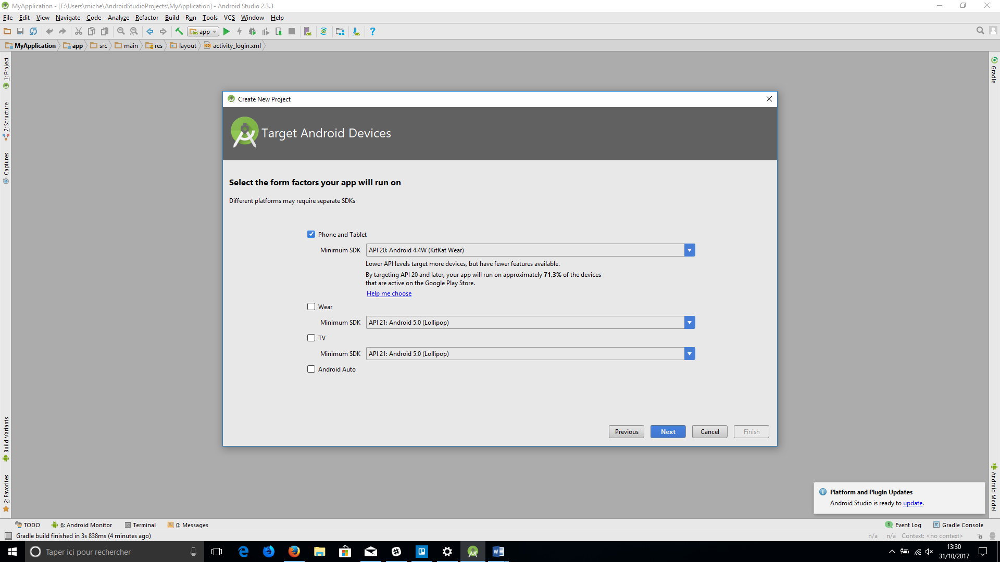 MyApplication - [F:\Users\miche\AndroidStudioProjects\MyApplication] - Android Studio 2.3.3
File Edit View Navigate Code Analyze Refactor Build Run Tools VCS Window Help
app
MyApplication app src main res layout activity_login.xml
1: Project
7: Structure
Captures
Build Variants
2: Favorites
Gradle
Android Model
Create New Project
Target Android Devices
Select the form factors your app will run on
Different platforms may require separate SDKs
Phone and Tablet
Minimum SDK API 20: Android 4.4W (KitKat Wear)
Lower API levels target more devices, but have fewer features available.
By targeting API 20 and later, your app will run on approximately 71,3% of the devices
that are active on the Google Play Store.
Help me choose
Wear
Minimum SDK API 21: Android 5.0 (Lollipop)
TV
Minimum SDK API 21: Android 5.0 (Lollipop)
Android Auto
Previous Next Cancel Finish
Platform and Plugin Updates
Android Studio is ready to update.
TODO 6: Android Monitor Terminal 0: Messages 1 Event Log Gradle Console
Gradle build finished in 3s 838ms (4 minutes ago) n/a n/a Context: <no context>
Taper ici pour rechercher
13:30
31/10/2017